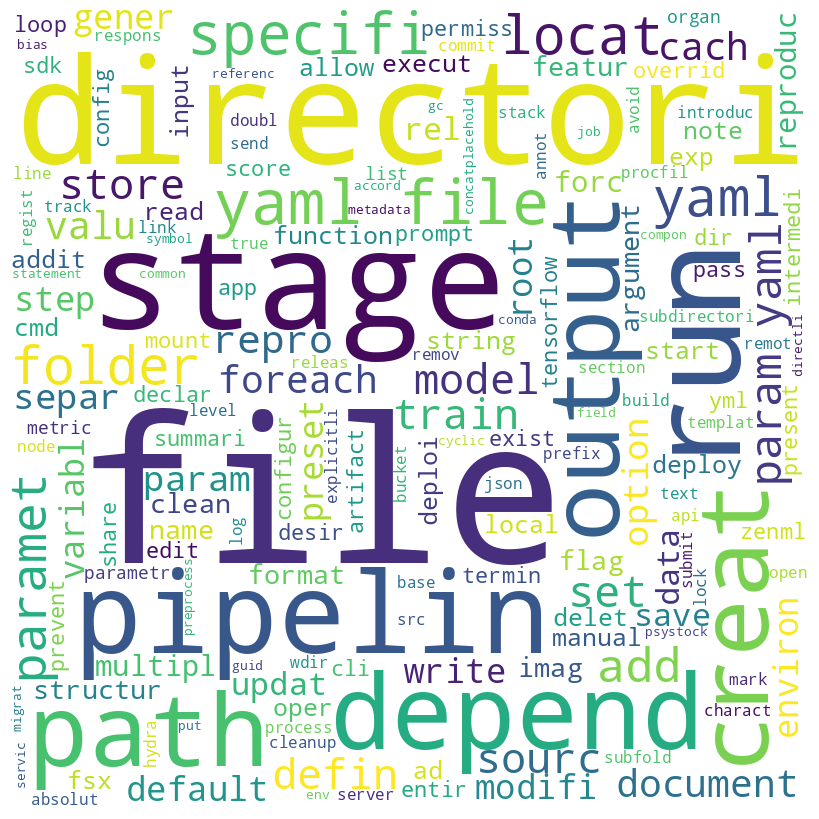 loop
gener
respons
bias
specifi
permiss
commit
locat
cach
organ
sdk
config
input
referenc
allow
execut
featur
overrid
reproduc
directori
doubl
send
gc
stack
concatplacehold
job
avoid
introduc
note
rel
annot
exp
line
store
score
list
accord
procfil
regist
track
read
link
symbol
yaml
file
metadata
forc
yaml
common
compon
valu
true
function
prompt
addit
statement
stage
app
root
output
argument
run
dir
pass
param
yaml
intermedi
directli
step
cmd
mount
repro
string
conda
tensorflow
subdirectori
remot
folder
releas
remov
start
section
separ
declar
foreach
model
build
yml
templat
present
field
metric
level
node
summari
file
preset
configur
explicitli
train
artifact
bucket
deploi
cyclic
exist
prefix
option
deploy
paramet
variabl
param
clean
json
text
zenml
share
name
log
desir
local
api
creat
edit
data
submit
lock
open
prevent
parametr
preprocess
format
base
termin
flag
pipelin
src
set
delet
save
environ
manual
psystock
multipl
guid
wdir
cli
write
imag
add
mark
structur
updat
charact
servic
migrat
path
oper
put
process
depend
hydra
cleanup
sourc
subfold
fsx
default
defin
ad
entir
modifi
document
absolut
env
server